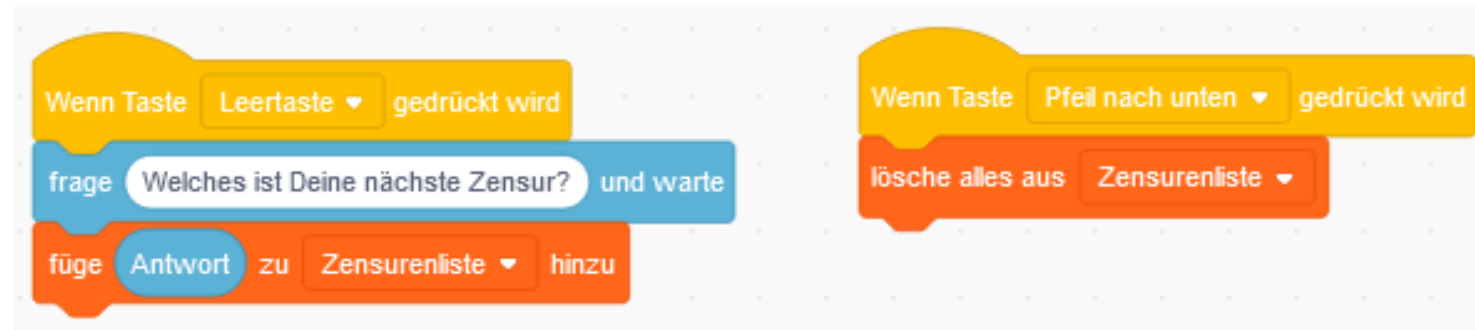 Wenn Taste Leertaste gedrückt wird
frage Welches ist Deine nächste Zensur? und warte
füge Antwort zu Zensurenliste hinzu
Wenn Taste Pfeil nach unten gedrückt wird
lösche alles aus Zensurenliste